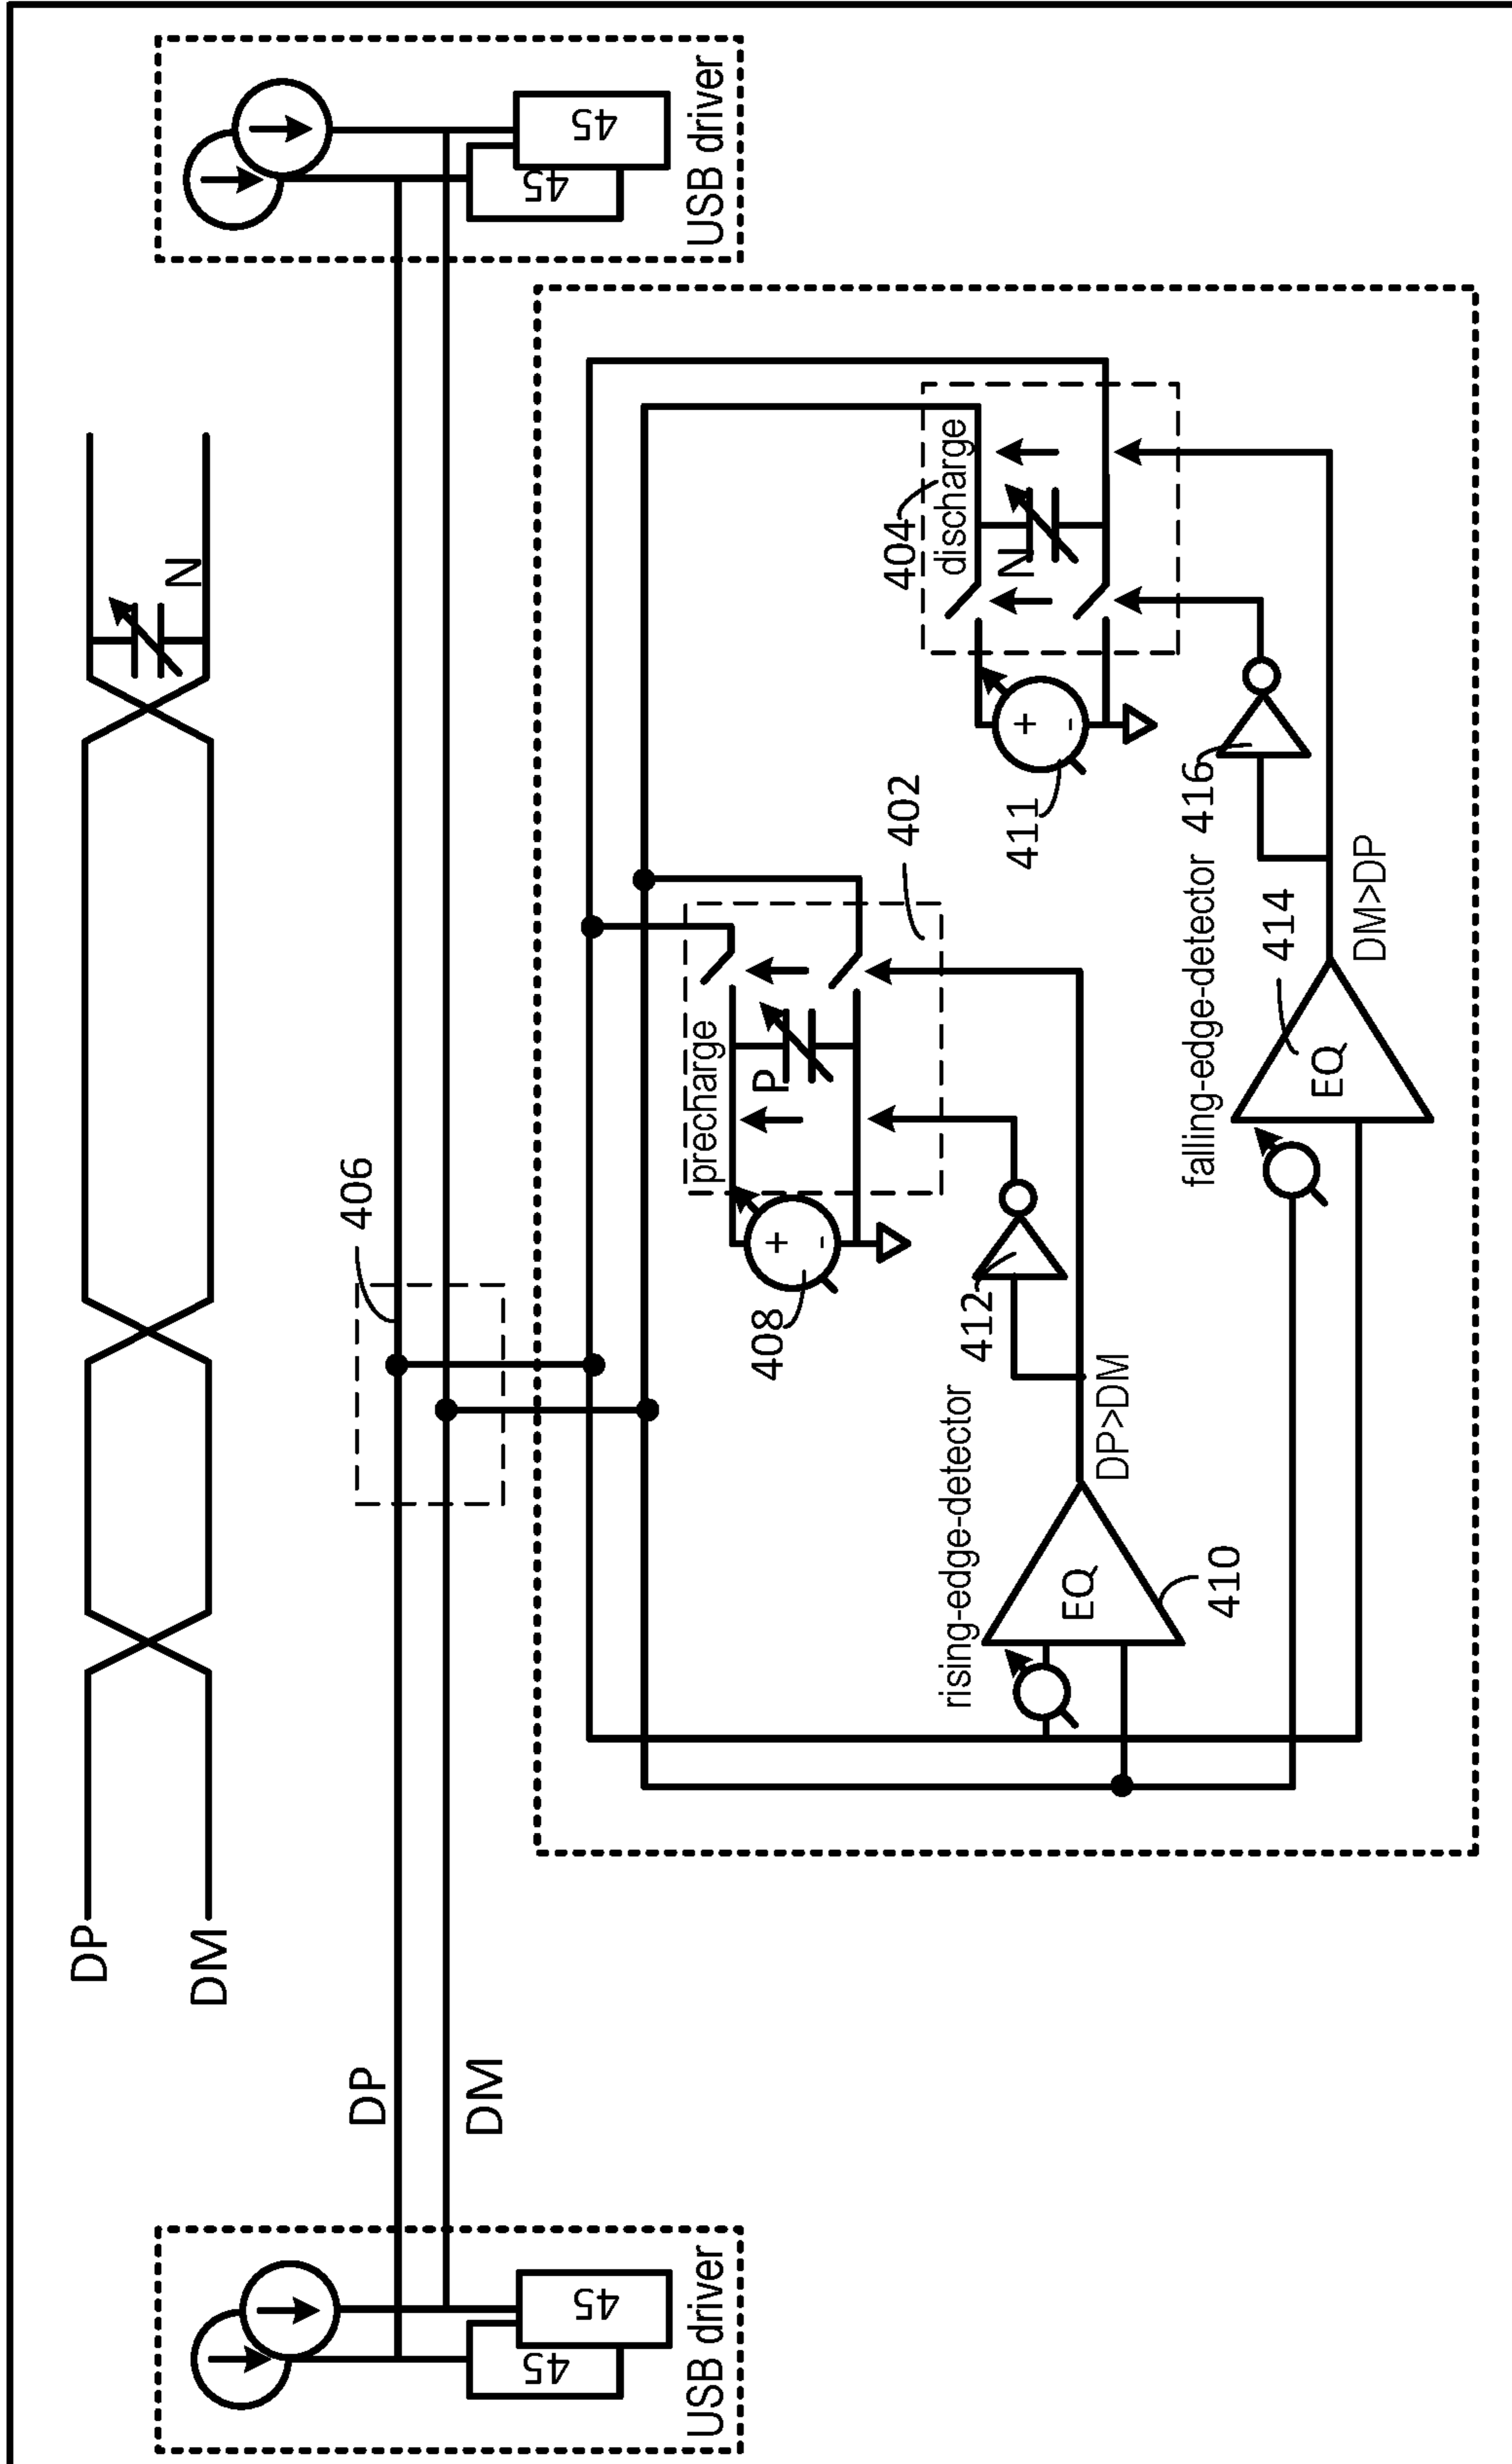 DP
DM
N
DP
DM
406
USB driver
45
45
USB driver
45
45
precharge
P
402
408
+
-
discharge
404
N
411
+
-
rising-edge-detector
EQ
410
DP>DM
412
falling-edge-detector
EQ
414
DM>DP
416